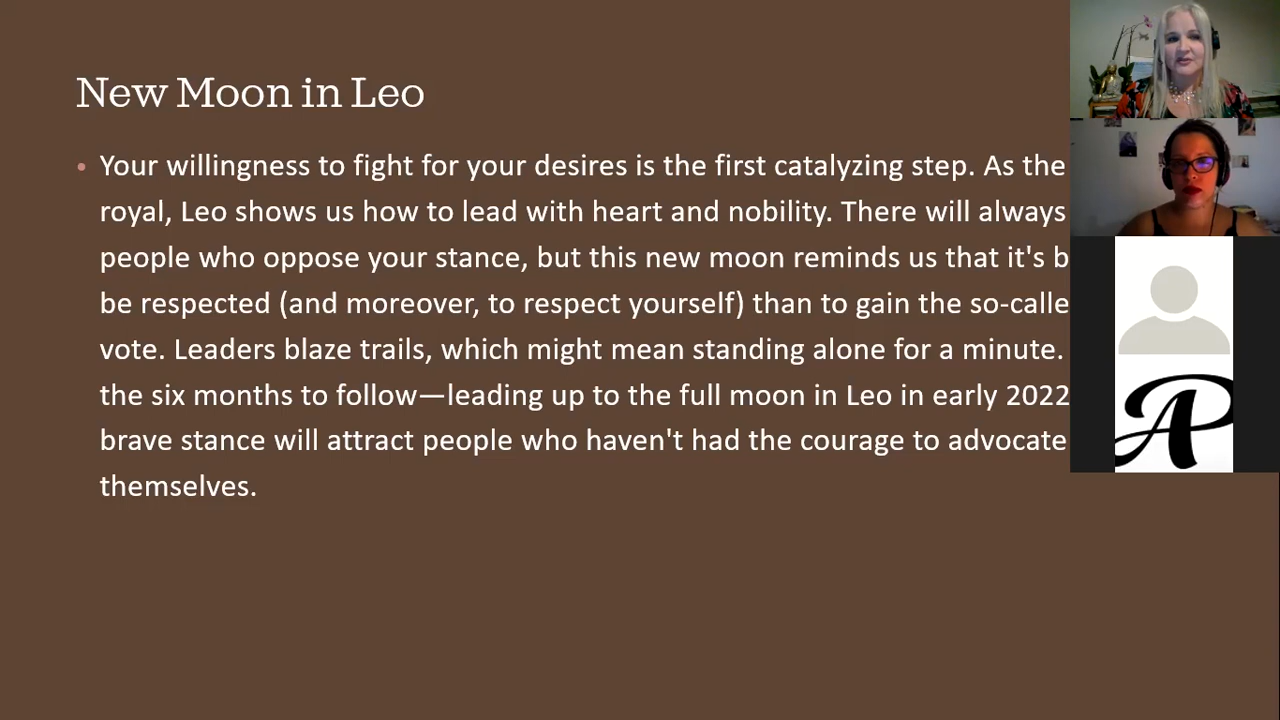 New Moon in Leo
• Your willingness to fight for your desires is the first catalyzing step. As the
royal, Leo shows us how to lead with heart and nobility. There will always
people who oppose your stance, but this new moon reminds us that it's b
be respected (and moreover, to respect yourself) than to gain the so-calle
vote. Leaders blaze trails, which might mean standing alone for a minute.
the six months to follow—leading up to the full moon in Leo in early 2022
brave stance will attract people who haven't had the courage to advocate
themselves.
AP